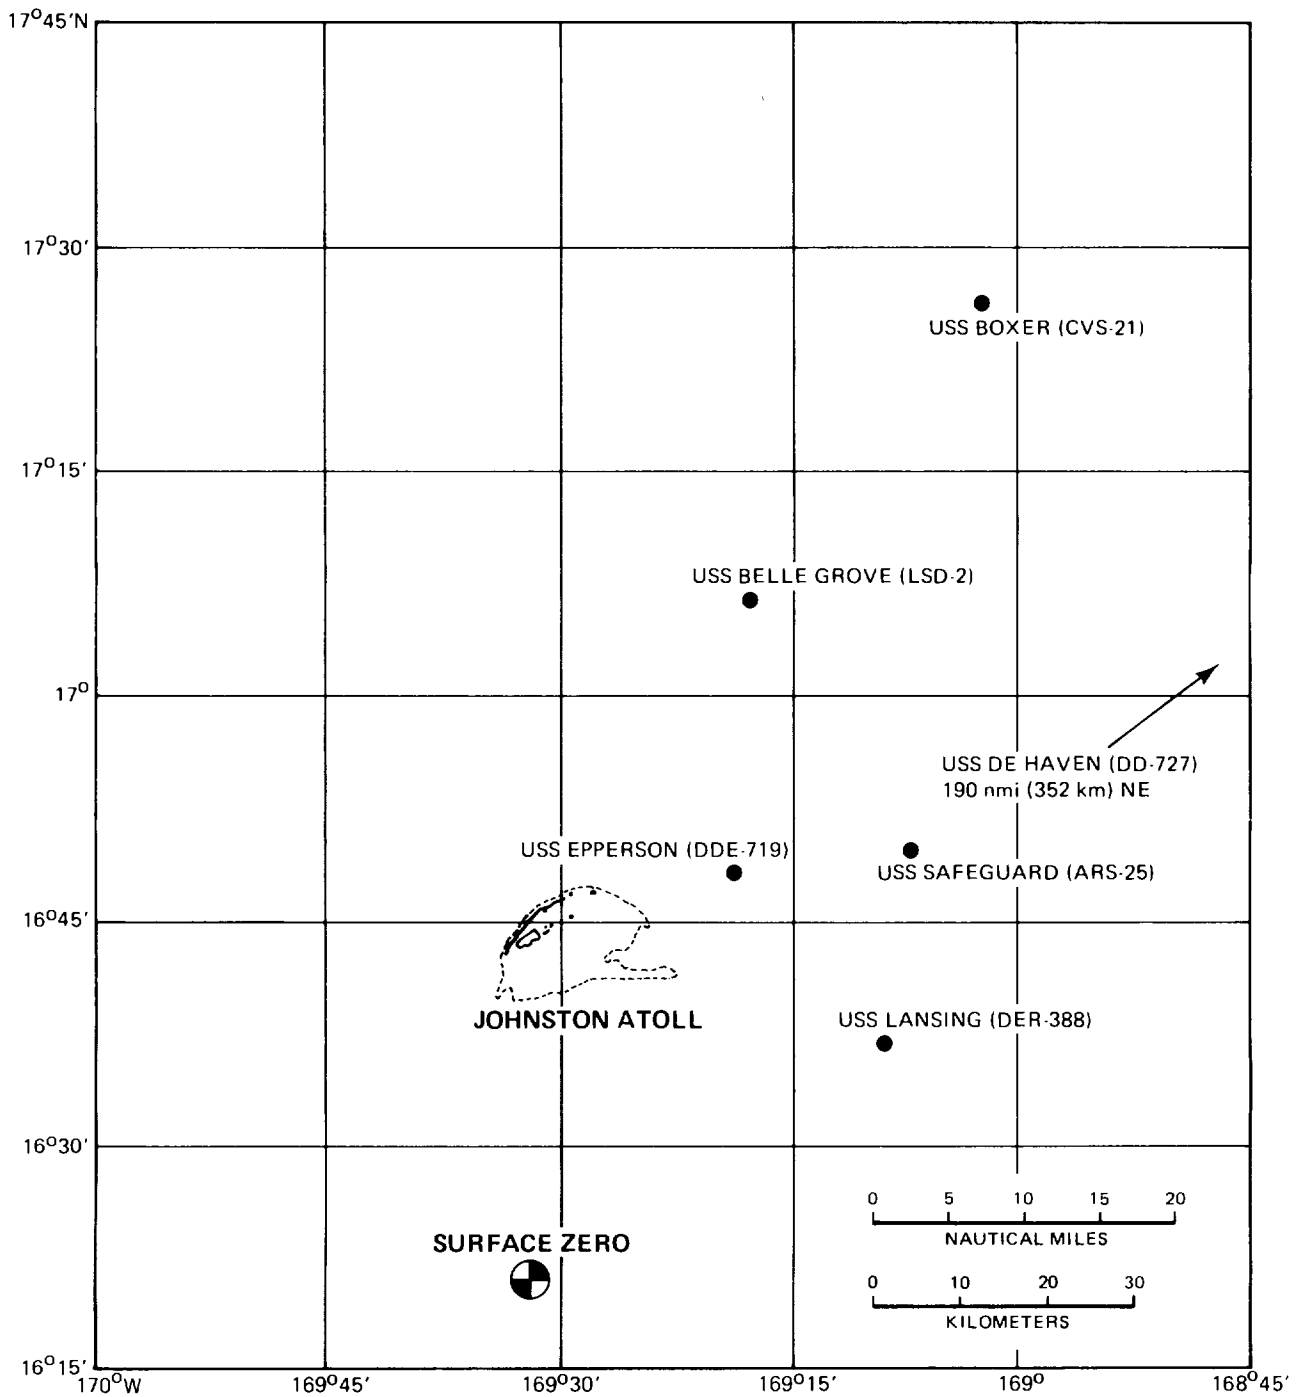 17°45'N
17°30'
USS BOXER (CVS-21)
17°15'
USS BELLE GROVE (LSD-2)
17°
USS DE HAVEN (DD-727)
190 nmi (352 km) NE
USS EPPERSON (DDE-719)
USS SAFEGUARD (ARS-25)
16°45'
JOHNSTON ATOLL
USS LANSING (DER-388)
16°30'
0 5 10 15 20
NAUTICAL MILES
SURFACE ZERO
0 10 20 30
KILOMETERS
16°15'
170°W 169°45' 169°30' 169°15' 169° 168°45'